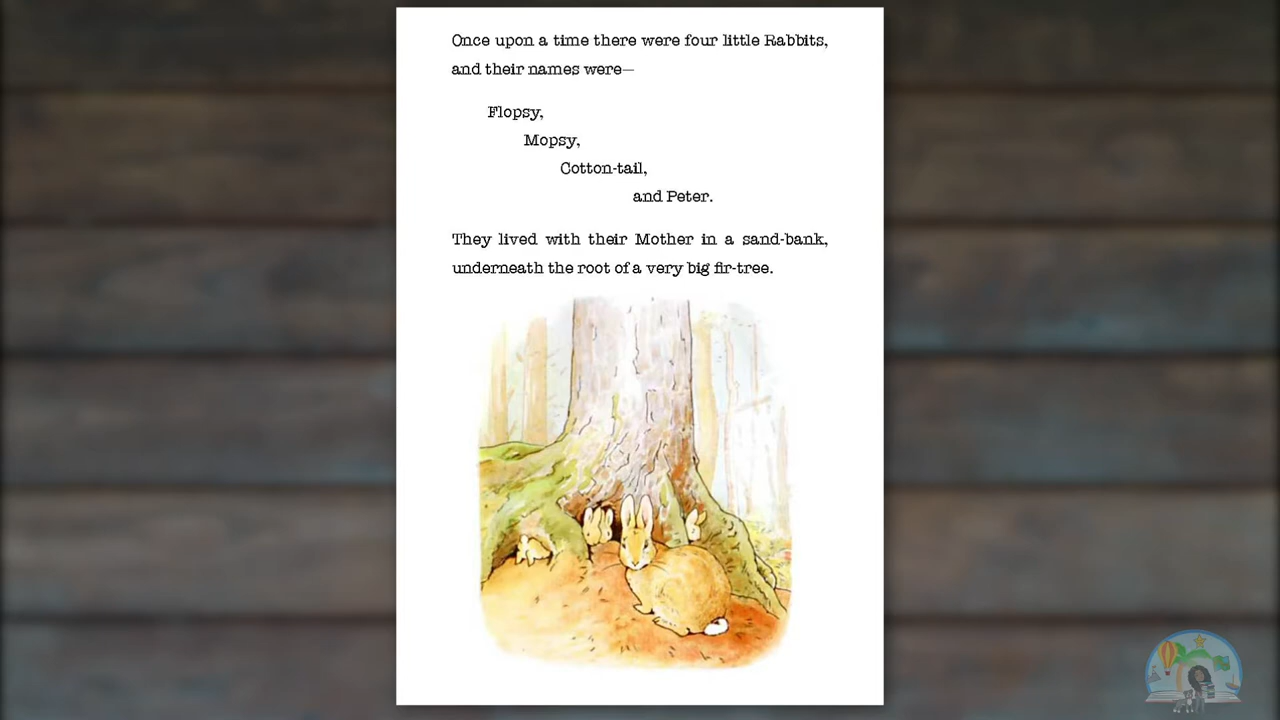 Once upon a time there were four little Rabbits,
and their names were—
Flopsy,
Mopsy,
Cotton-tail,
and Peter.
They lived with their Mother in a sand-bank,
underneath the root of a very big fir-tree.